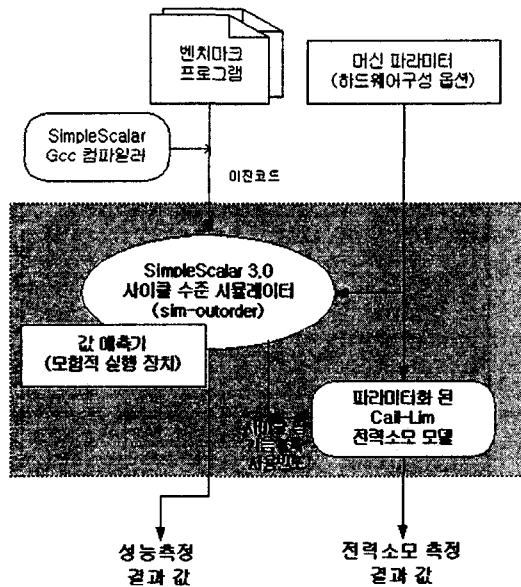 벤치마크
프로그램
머신 파라미터
(하드웨어구성 옵션)
SimpleScalar
Gcc 컴파일러
이진코드
SimpleScalar 3.0
사이클 수준 시뮬레이터
(sim-outorder)
값 예측기
(모험적 실행 장치)
파라미터화 된
Cai-Lim
전력소모 모델
성능측정
결과 값
전력소모 측정
결과 값